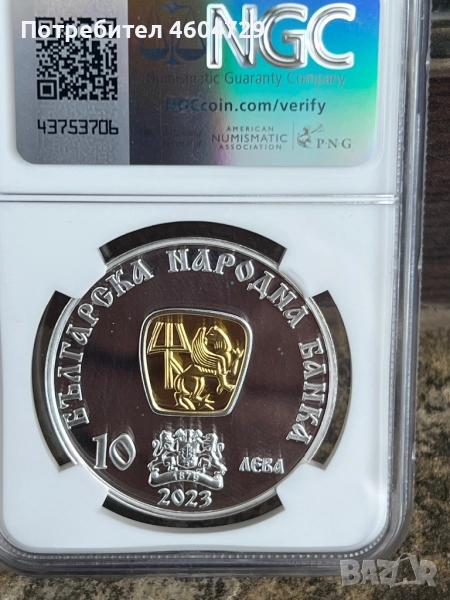 Потребител 4604729
NGC
Numismatic Guaranty Company
NGCcoin.com/verify
43753706
AMERICAN
NUMISMATIC
ASSOCIATION
PNG
БЪЛГАРСКА НАРОДНА БАНКА
10
ЛЕВА
1879
2023
bazar